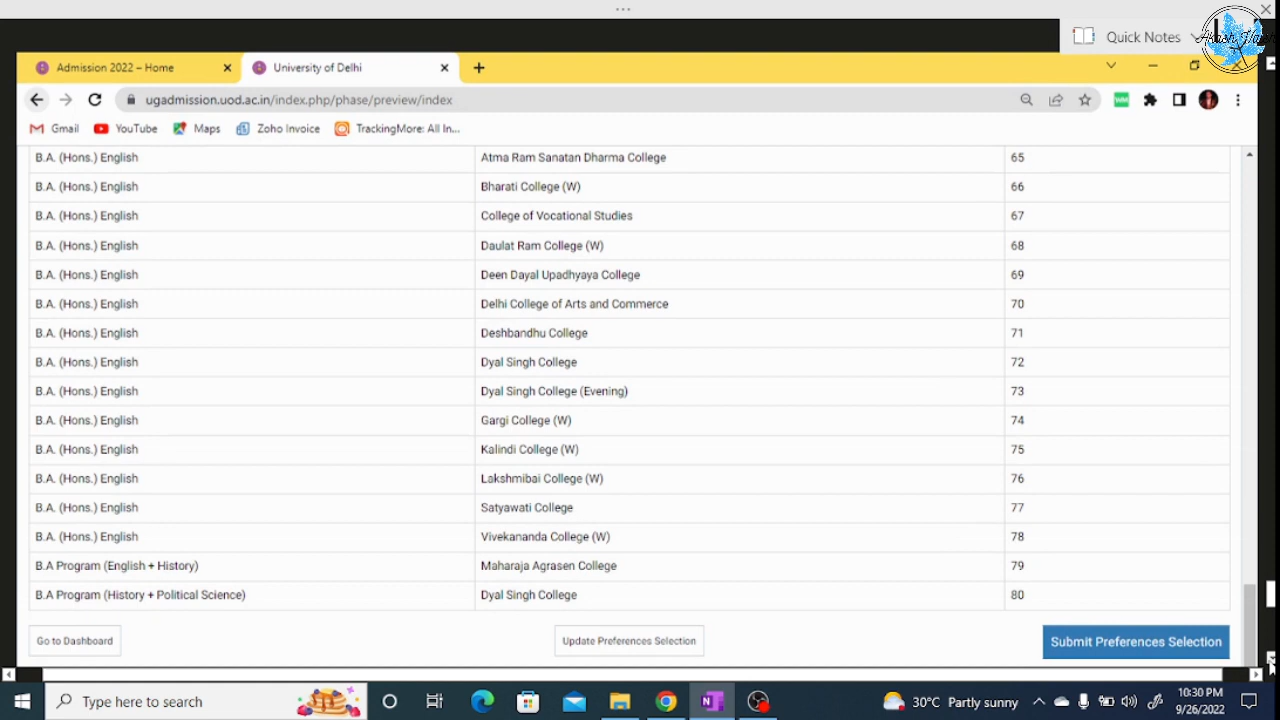 Quick Notes
Admission 2022 – Home
University of Delhi
ugadmission.uod.ac.in/index.php/phase/preview/index
Gmail YouTube Maps Zoho Invoice TrackingMore: All In...
B.A. (Hons.) English Atma Ram Sanatan Dharma College 65
B.A. (Hons.) English Bharati College (W) 66
B.A. (Hons.) English College of Vocational Studies 67
B.A. (Hons.) English Daulat Ram College (W) 68
B.A. (Hons.) English Deen Dayal Upadhyaya College 69
B.A. (Hons.) English Delhi College of Arts and Commerce 70
B.A. (Hons.) English Deshbandhu College 71
B.A. (Hons.) English Dyal Singh College 72
B.A. (Hons.) English Dyal Singh College (Evening) 73
B.A. (Hons.) English Gargi College (W) 74
B.A. (Hons.) English Kalindi College (W) 75
B.A. (Hons.) English Lakshmibai College (W) 76
B.A. (Hons.) English Satyawati College 77
B.A. (Hons.) English Vivekananda College (W) 78
B.A Program (English + History) Maharaja Agrasen College 79
B.A Program (History + Political Science) Dyal Singh College 80
Go to Dashboard Update Preferences Selection Submit Preferences Selection
Type here to search
30°C Partly sunny
10:30 PM
9/26/2022